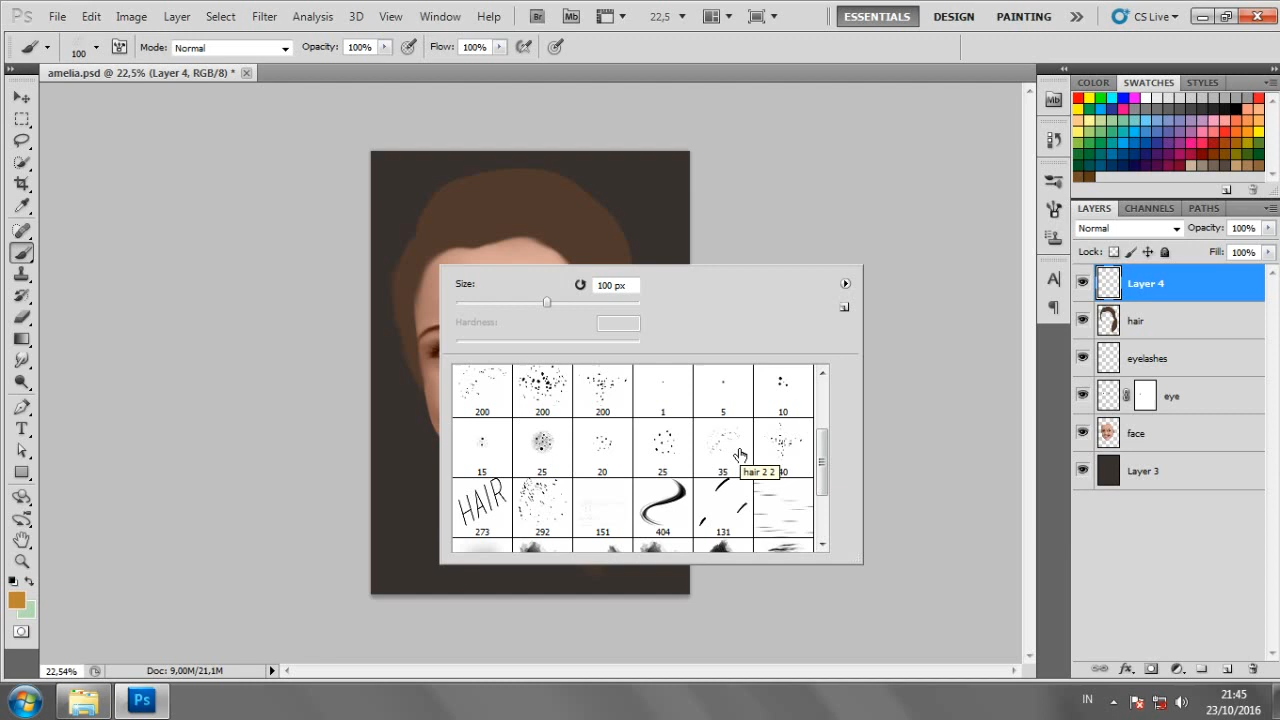 Ps File Edit Image Layer Select Filter Analysis 3D View Window Help Br Mb 22,5 ESSENTIALS DESIGN PAINTING CS Live
100 Mode: Normal Opacity: 100% Flow: 100%
amelia.psd @ 22,5% (Layer 4, RGB/8) *
COLOR SWATCHES STYLES
Mb
LAYERS CHANNELS PATHS
Normal Opacity: 100%
Lock: Fill: 100%
Layer 4
hair
eyelashes
eye
face
Layer 3
Size: 100 px
Hardness:
200 200 200 1 5 10
15 25 20 25 35 40
hair 2 2
HAIR
273 292 151 404 131
A
T
22,54% Doc: 9,00M/21,1M
Ps IN 21:45
23/10/2016